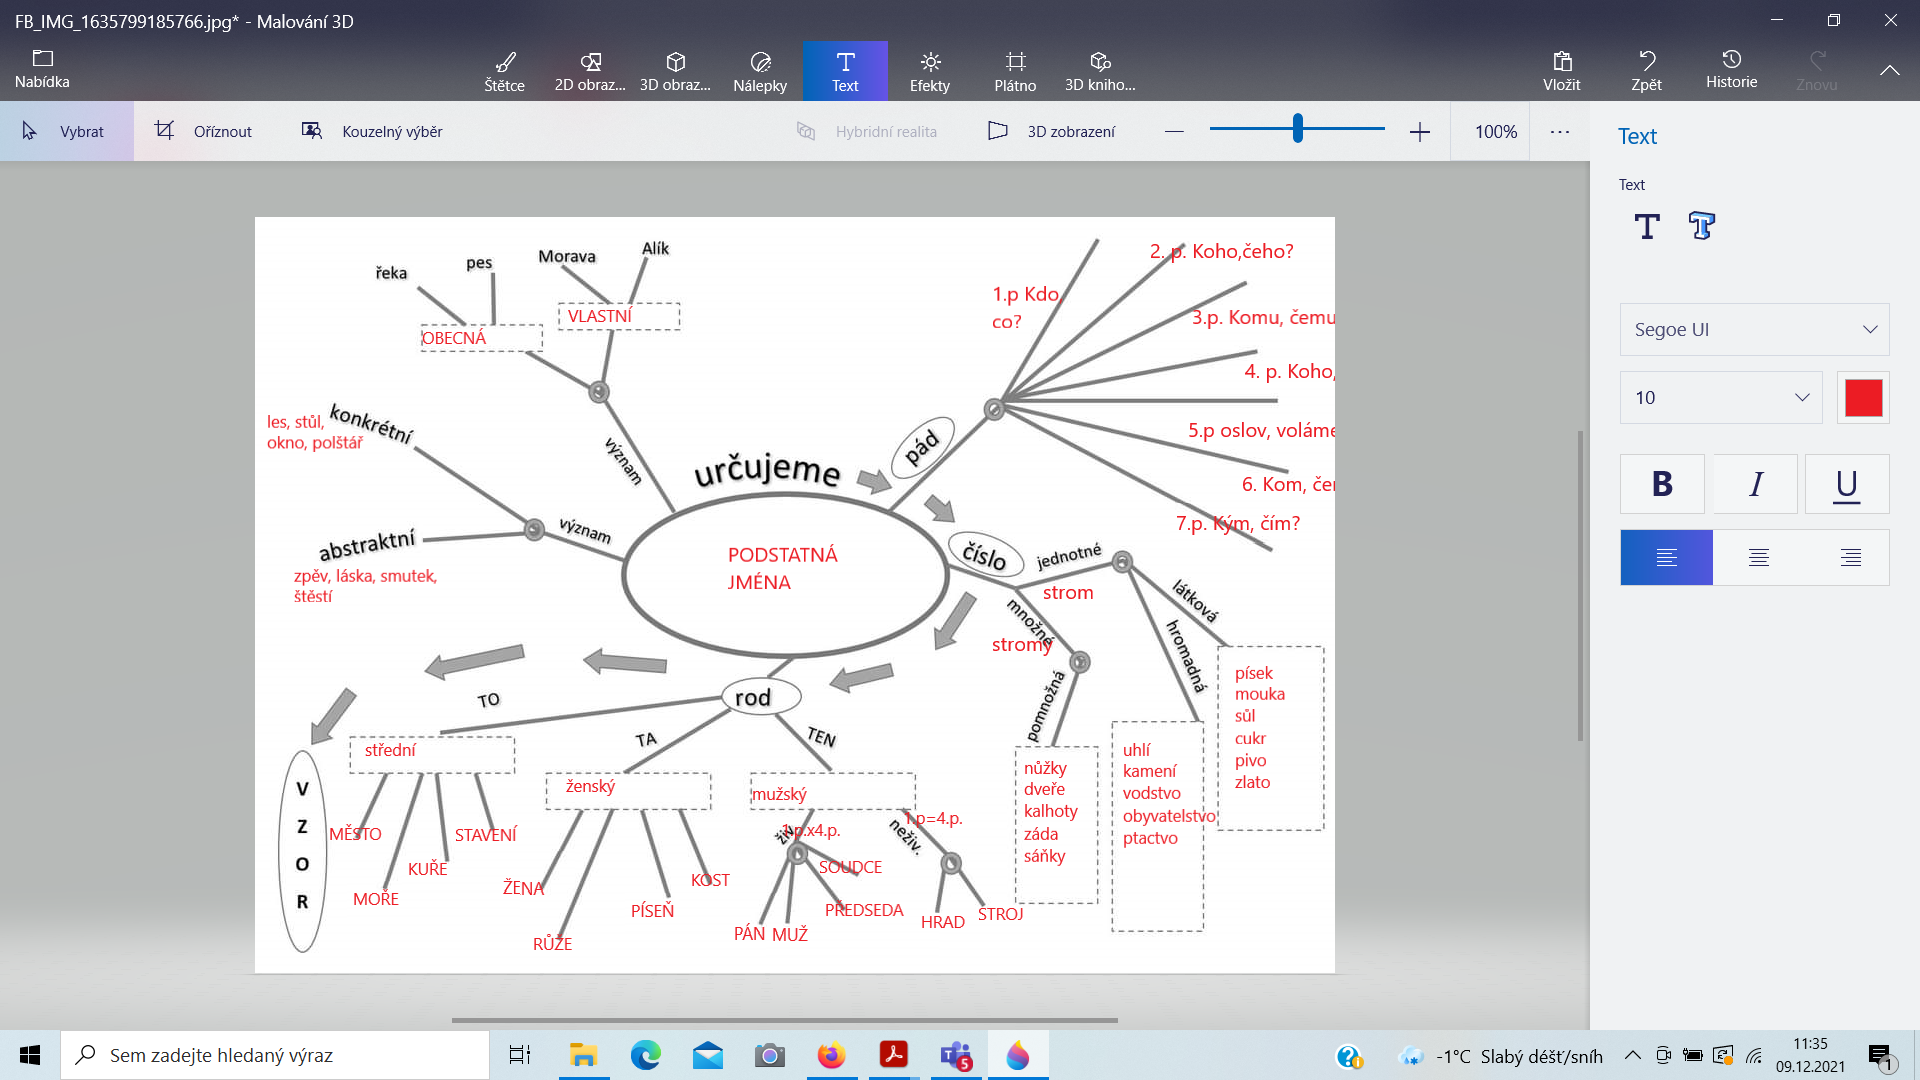 FB_IMG_1635799185766.jpg* - Malování 3D
Nabídka
Štětce
2D obraz...
3D obraz...
Nálepky
Text
Efekty
Plátno
3D kniho...
Vložit
Zpět
Historie
Znovu
Vybrat
Oříznout
Kouzelný výběr
Hybridní realita
3D zobrazení
100%
Text
Text
Segoe UI
10
B
I
U
řeka
pes
Morava
Alík
OBECNÁ
VLASTNÍ
význam
konkrétní
les, stůl,
okno, polštář
význam
abstraktní
zpěv, láska, smutek,
štěstí
určujeme
PODSTATNÁ
JMÉNA
pád
1.p Kdo,
co?
2. p. Koho,čeho?
3.p. Komu, čemu
4. p. Koho,
5.p oslov, voláme
6. Kom, čer
7.p. Kým, čím?
číslo
jednotné
strom
množné
stromy
látková
hromadná
pomnožná
písek
mouka
sůl
cukr
pivo
zlato
uhlí
kamení
vodstvo
obyvatelstvo
ptactvo
nůžky
dveře
kalhoty
záda
sáňky
rod
TO
TA
TEN
střední
ženský
mužský
živ.
1.p.x4.p.
neživ.
1.p=4.p.
V
Z
O
R
MĚSTO
MOŘE
KUŘE
STAVENÍ
ŽENA
RŮŽE
PÍSEŇ
KOST
PÁN
MUŽ
PŘEDSEDA
SOUDCE
HRAD
STROJ
Sem zadejte hledaný výraz
5
-1°C Slabý déšť/sníh
11:35
09.12.2021
1